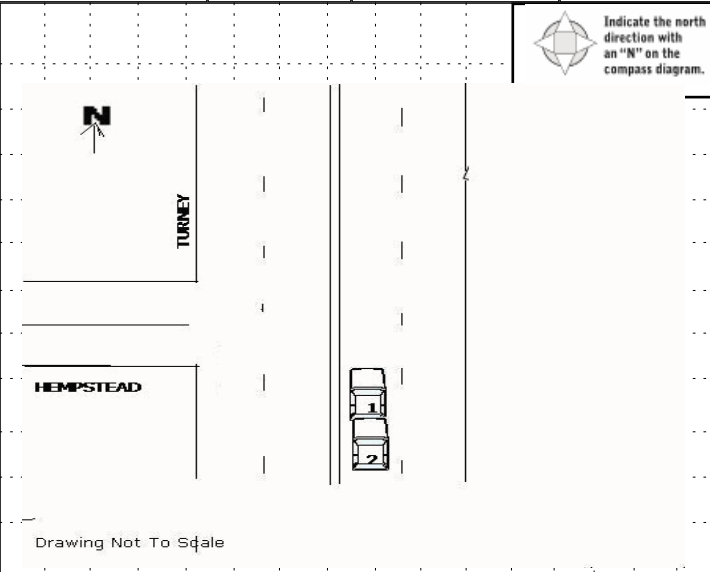 Indicate the north
direction with
an "N" on the
compass diagram.
N
TURNEY
HEMPSTEAD
1
2
Drawing Not To Scale